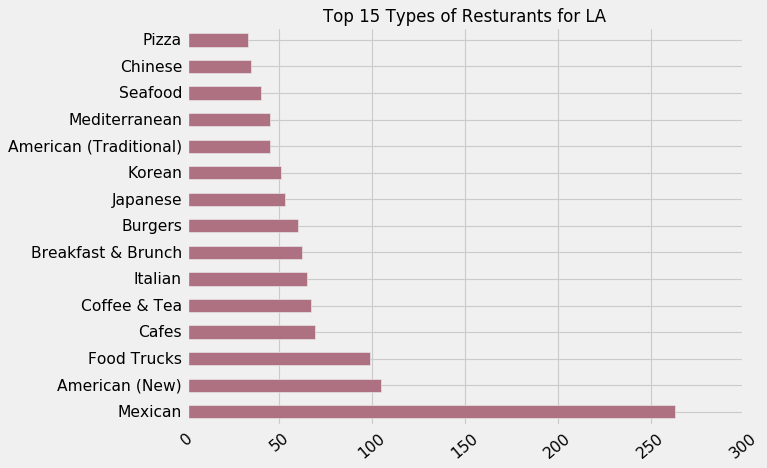 Top 15 Types of Resturants for LA
Pizza
Chinese
Seafood
Mediterranean
American (Traditional)
Korean
Japanese
Burgers
Breakfast & Brunch
Italian
Coffee & Tea
Cafes
Food Trucks
American (New)
Mexican
0 50 100 150 200 250 300